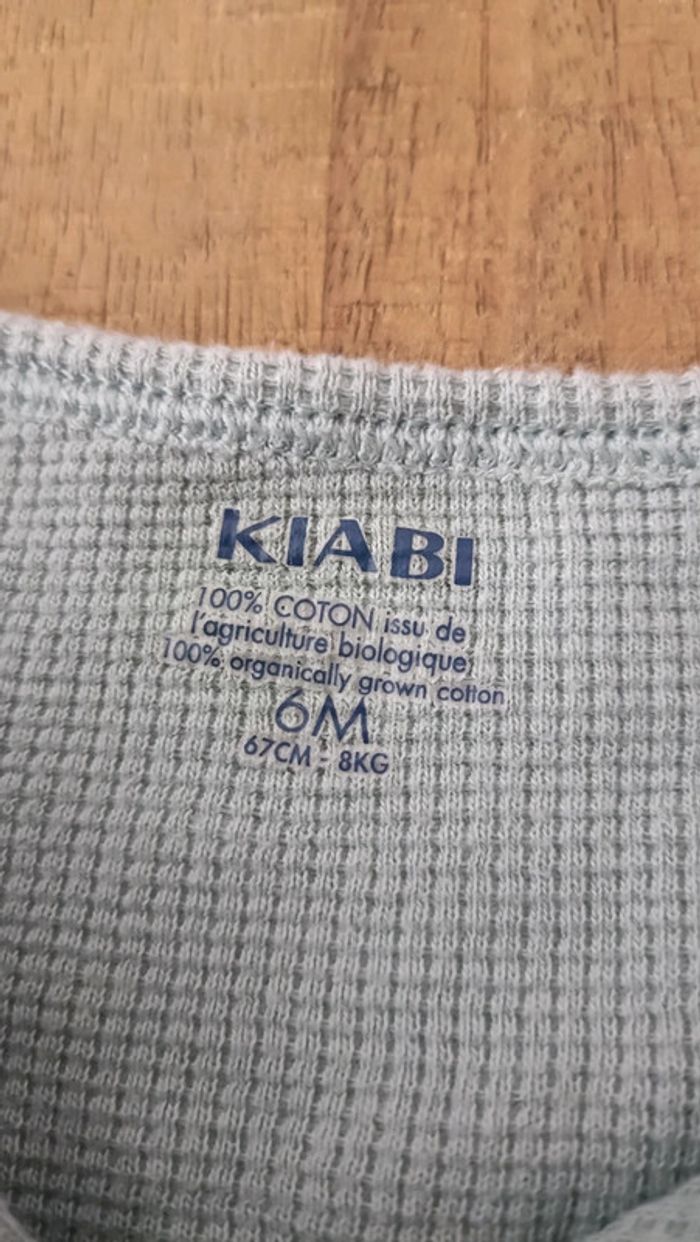 KIABI
100% COTON issu de
l'agriculture biologique
100% organically grown cotton
6M
67CM - 8KG